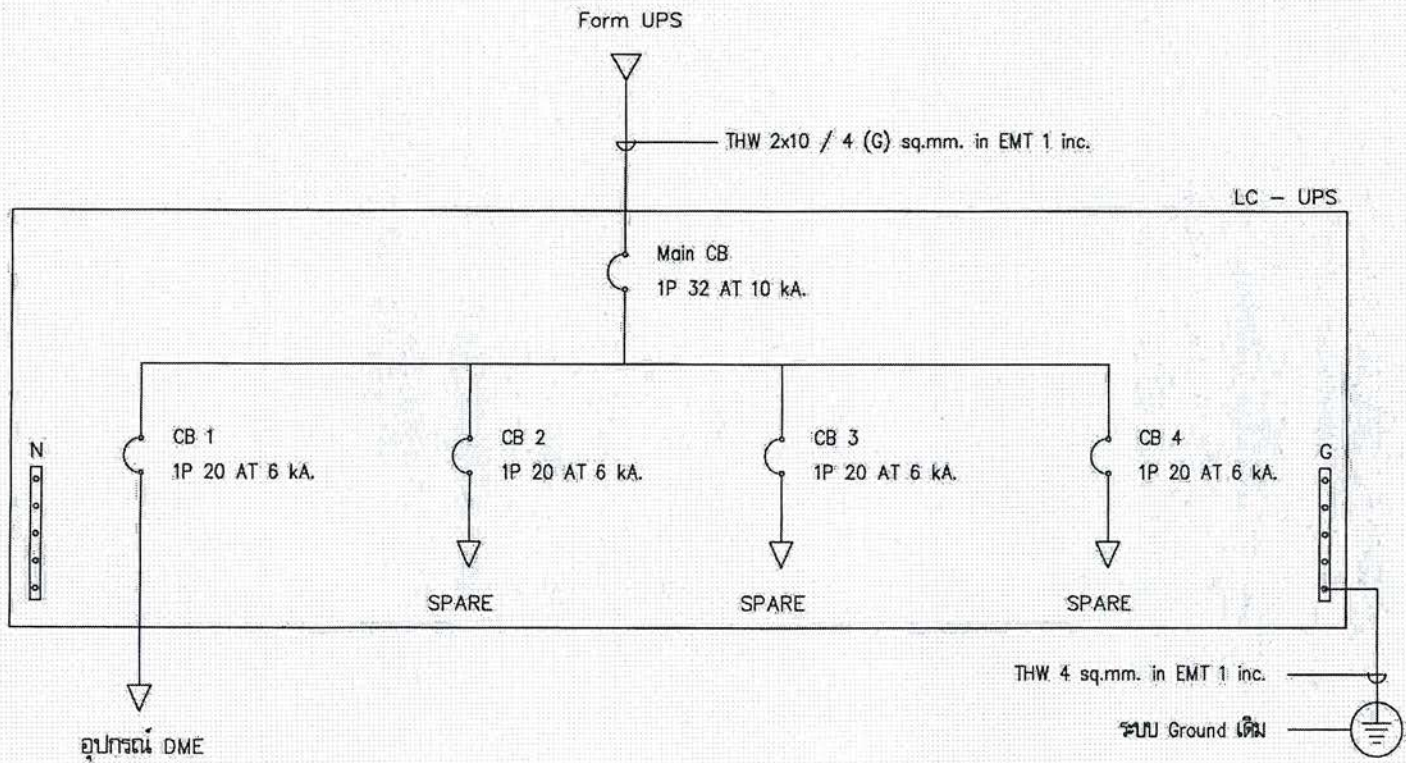 Form UPS
THW 2x10 / 4 (G) sq.mm. in EMT 1 inc.
LC - UPS
Main CB
1P 32 AT 10 kA.
N
CB 1
1P 20 AT 6 kA.
CB 2
1P 20 AT 6 kA.
CB 3
1P 20 AT 6 kA.
CB 4
1P 20 AT 6 kA.
G
SPARE
SPARE
SPARE
THW 4 sq.mm. in EMT 1 inc.
ระบบ Ground เดิม
อุปกรณ์ DME